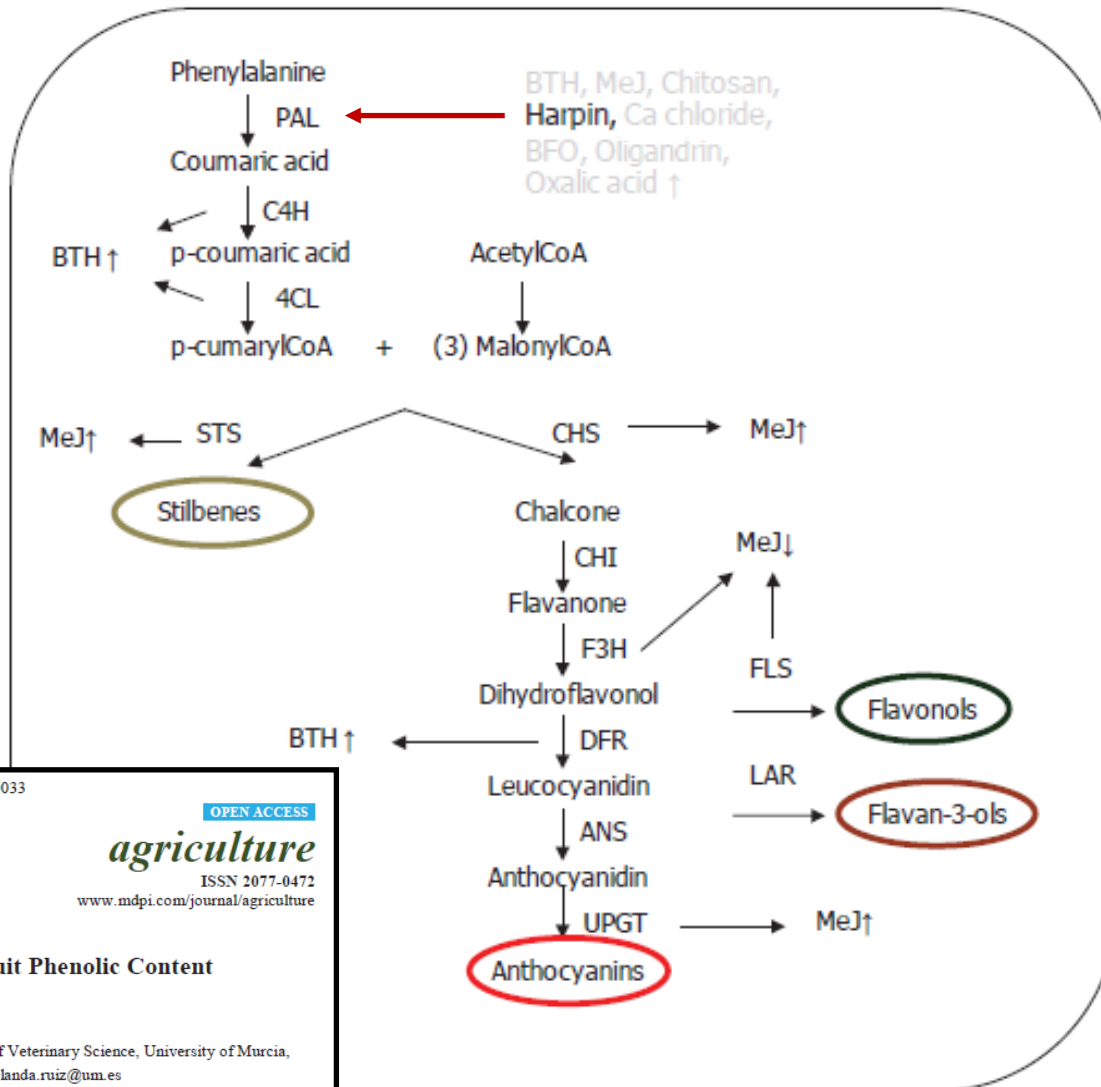 Phenylalanine
PAL
BTH, MeJ, Chitosan,
Harpin, Ca chloride,
BFO, Oligandrin,
Oxalic acid ↑
Coumaric acid
C4H
BTH ↑
p-coumaric acid
AcetylCoA
4CL
p-cumarylCoA + (3) MalonylCoA
MeJ↑
STS
CHS
MeJ↑
Stilbenes
Chalcone
MeJ↓
CHI
Flavanone
F3H
FLS
Dihydroflavonol
Flavonols
BTH ↑
DFR
LAR
Leucocyanidin
Flavan-3-ols
ANS
Anthocyanidin
UPGT
MeJ↑
Anthocyanins
033
OPEN ACCESS
agriculture
ISSN 2077-0472
www.mdpi.com/journal/agriculture
Phenolic Content
Veterinary Science, University of Murcia,
landa.ruiz@um.es